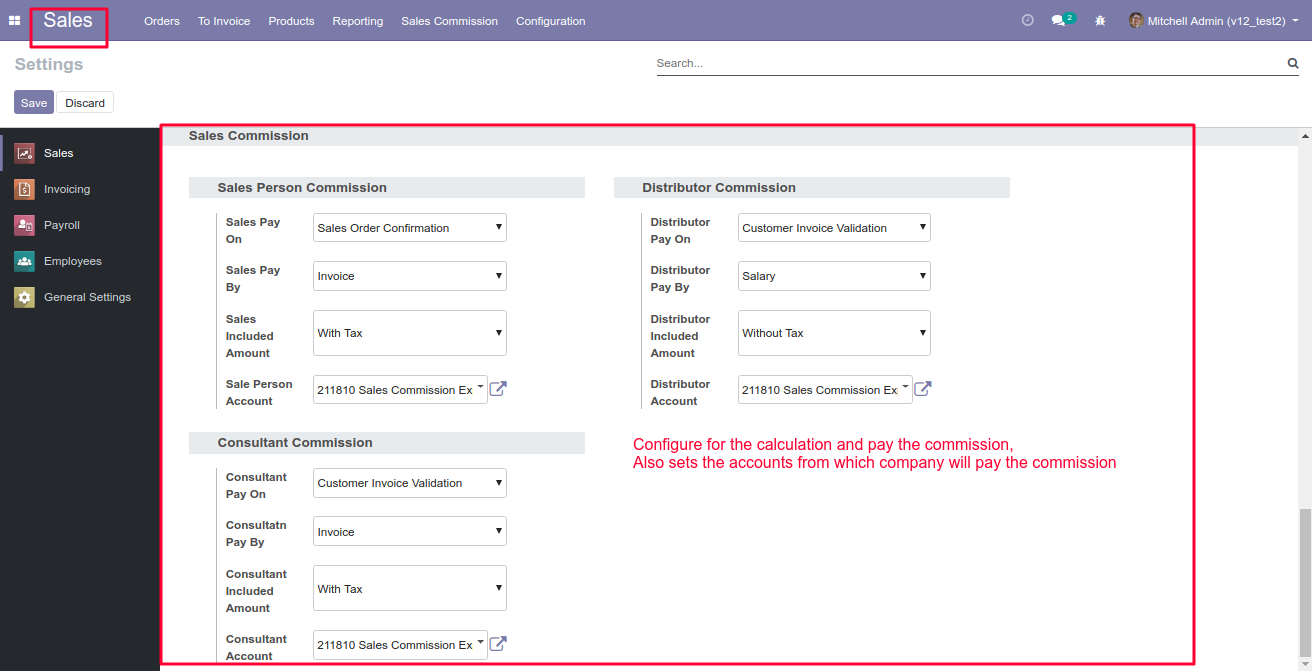 Sales
Orders
To Invoice
Products
Reporting
Sales Commission
Configuration
2
Mitchell Admin (v12_test2)
Settings
Search...
Save
Discard
Sales
Invoicing
Payroll
Employees
General Settings
Sales Commission
Sales Person Commission
Sales Pay
On
Sales Order Confirmation
Sales Pay
By
Invoice
Sales
Included
Amount
With Tax
Sale Person
Account
211810 Sales Commission Ex
Distributor Commission
Distributor
Pay On
Customer Invoice Validation
Distributor
Pay By
Salary
Distributor
Included
Amount
Without Tax
Distributor
Account
211810 Sales Commission Ex
Consultant Commission
Consultant
Pay On
Customer Invoice Validation
Consultatn
Pay By
Invoice
Consultant
Included
Amount
With Tax
Consultant
Account
211810 Sales Commission Ex
Configure for the calculation and pay the commission,
Also sets the accounts from which company will pay the commission